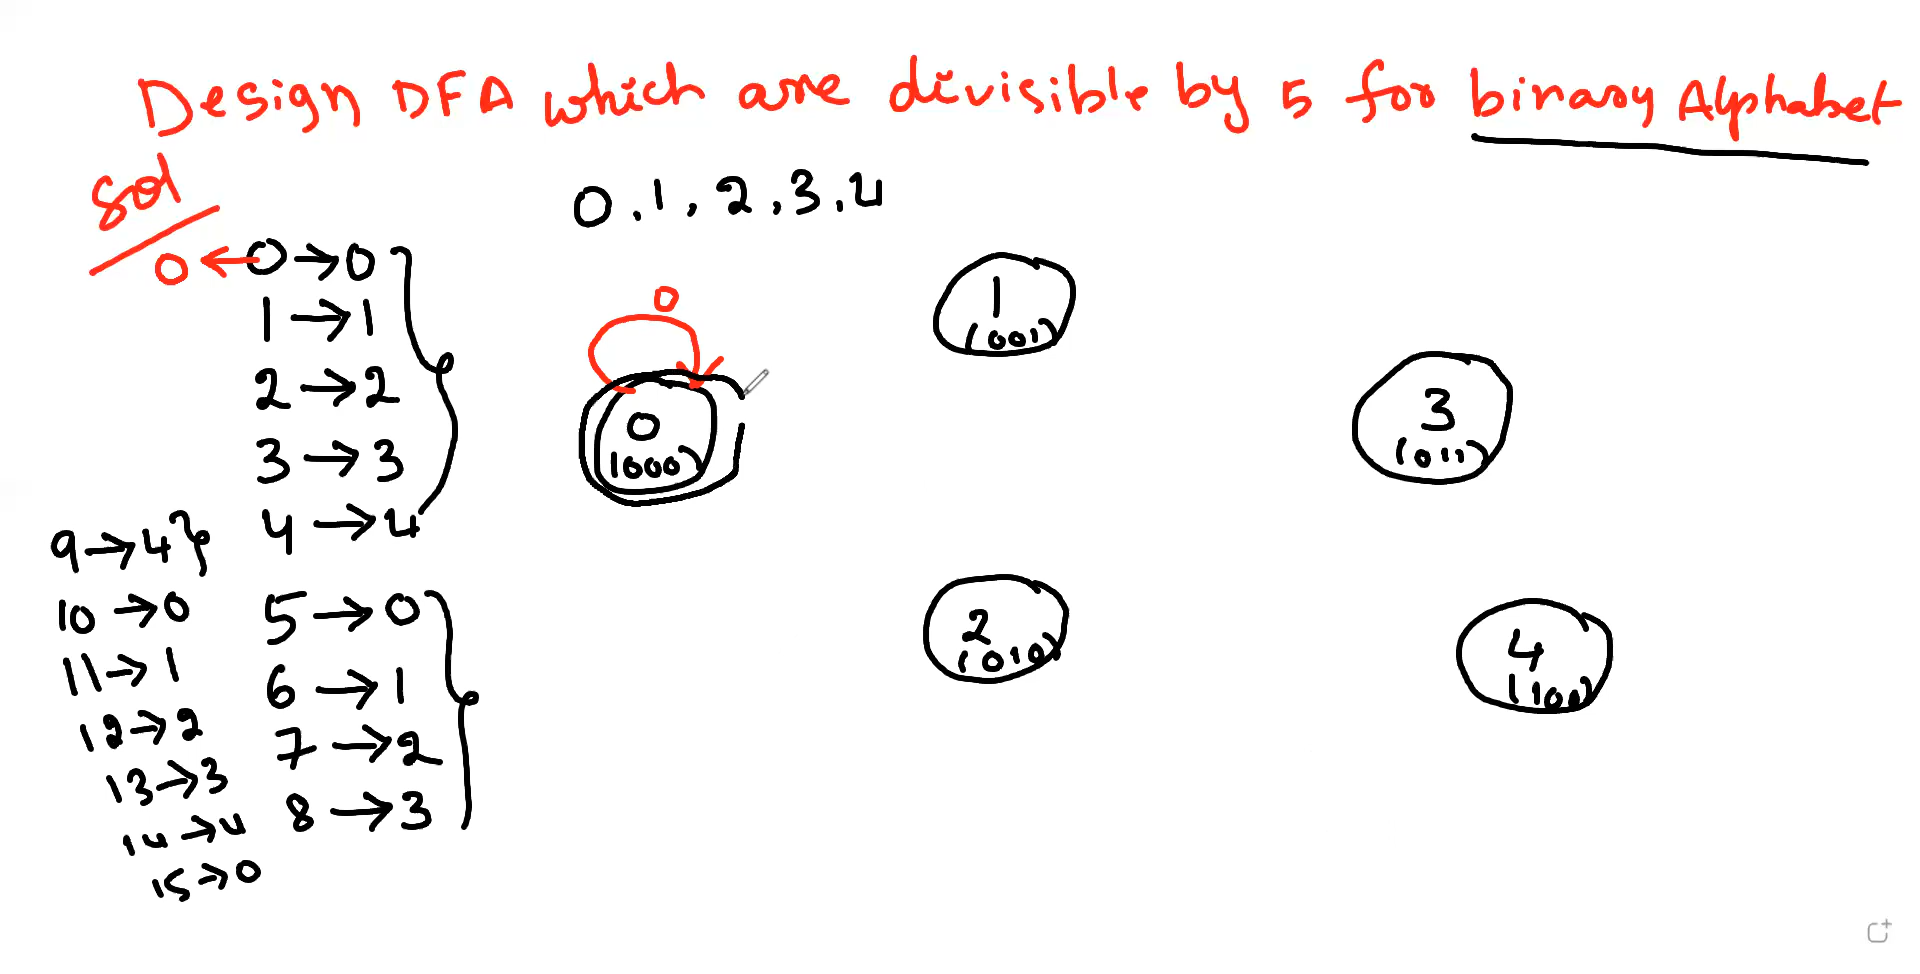 Design DFA which are divisible by 5 for binary Alphabet
Sol
0, 1, 2, 3, 4
0 ← 0 → 0
1 → 1
2 → 2
3 → 3
4 → 4
5 → 0
6 → 1
7 → 2
8 → 3
9 → 4
10 → 0
11 → 1
12 → 2
13 → 3
14 → 4
15 → 0
0
0
(000)
1
(001)
2
(010)
3
(011)
4
(100)